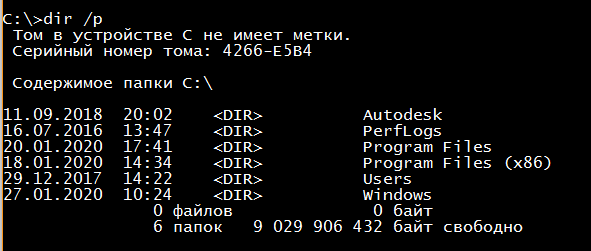 C:\>dir /p
Том в устройстве C не имеет метки.
Серийный номер тома: 4266-E5B4
Содержимое папки C:\
11.09.2018  20:02    <DIR>          Autodesk
16.07.2016  13:47    <DIR>          PerfLogs
20.01.2020  17:41    <DIR>          Program Files
18.01.2020  14:34    <DIR>          Program Files (x86)
29.12.2017  14:22    <DIR>          Users
27.01.2020  10:24    <DIR>          Windows
0 файлов              0 байт
6 папок   9 029 906 432 байт свободно